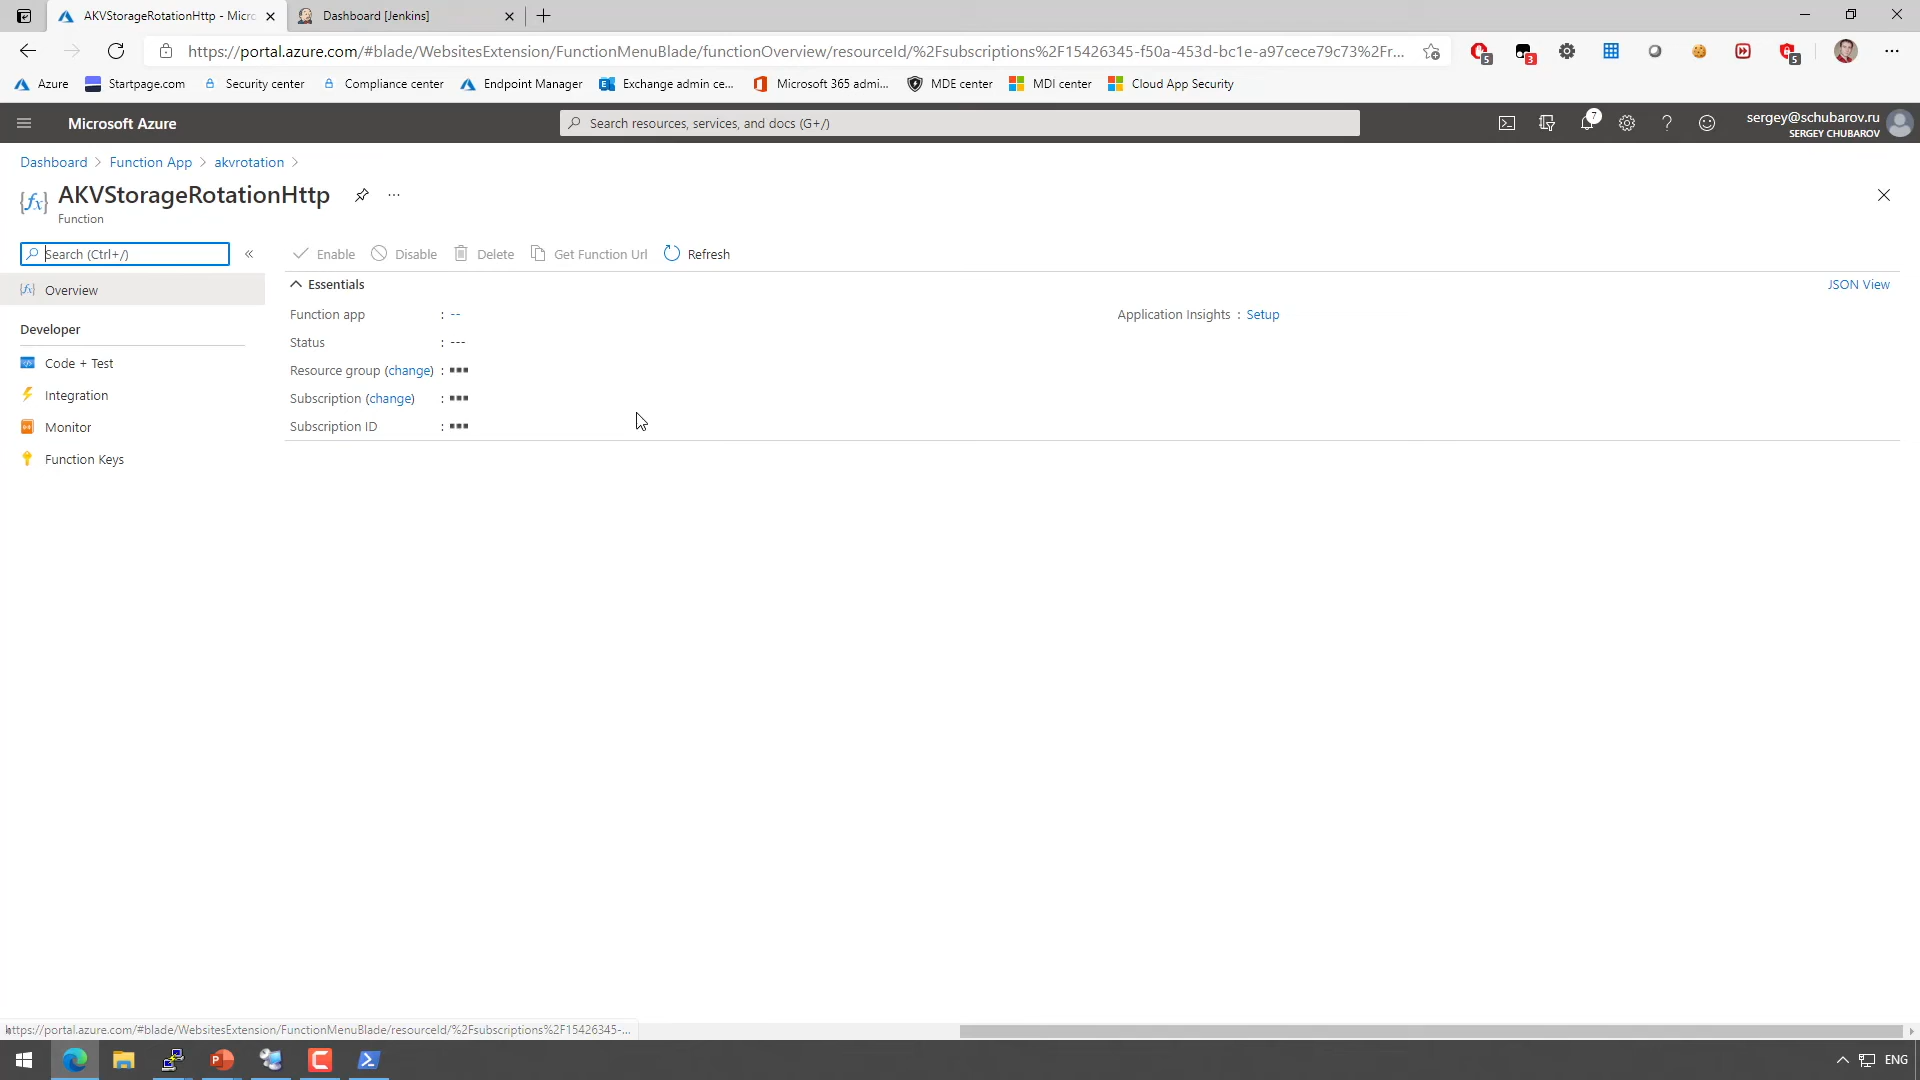 AKVStorageRotationHttp - Micro
Dashboard [Jenkins]
https://portal.azure.com/#blade/WebsitesExtension/FunctionMenuBlade/functionOverview/resourceId/%2Fsubscriptions%2F15426345-f50a-453d-bc1e-a97cece79c73%2Fr...
5
3
5
Azure
Startpage.com
Security center
Compliance center
Endpoint Manager
Exchange admin ce...
Microsoft 365 admi...
MDE center
MDI center
Cloud App Security
Microsoft Azure
Search resources, services, and docs (G+/)
7
sergey@schubarov.ru
SERGEY CHUBAROV
Dashboard > Function App > akvrotation >
AKVStorageRotationHttp
...
Function
Search (Ctrl+/)
«
Enable
Disable
Delete
Get Function Url
Refresh
Overview
Essentials
JSON View
Function app : --
Application Insights : Setup
Status : ---
Resource group (change) :
Subscription (change) :
Subscription ID :
Developer
Code + Test
Integration
Monitor
Function Keys
https://portal.azure.com/#blade/WebsitesExtension/FunctionMenuBlade/resourceId/%2Fsubscriptions%2F15426345-...
ENG